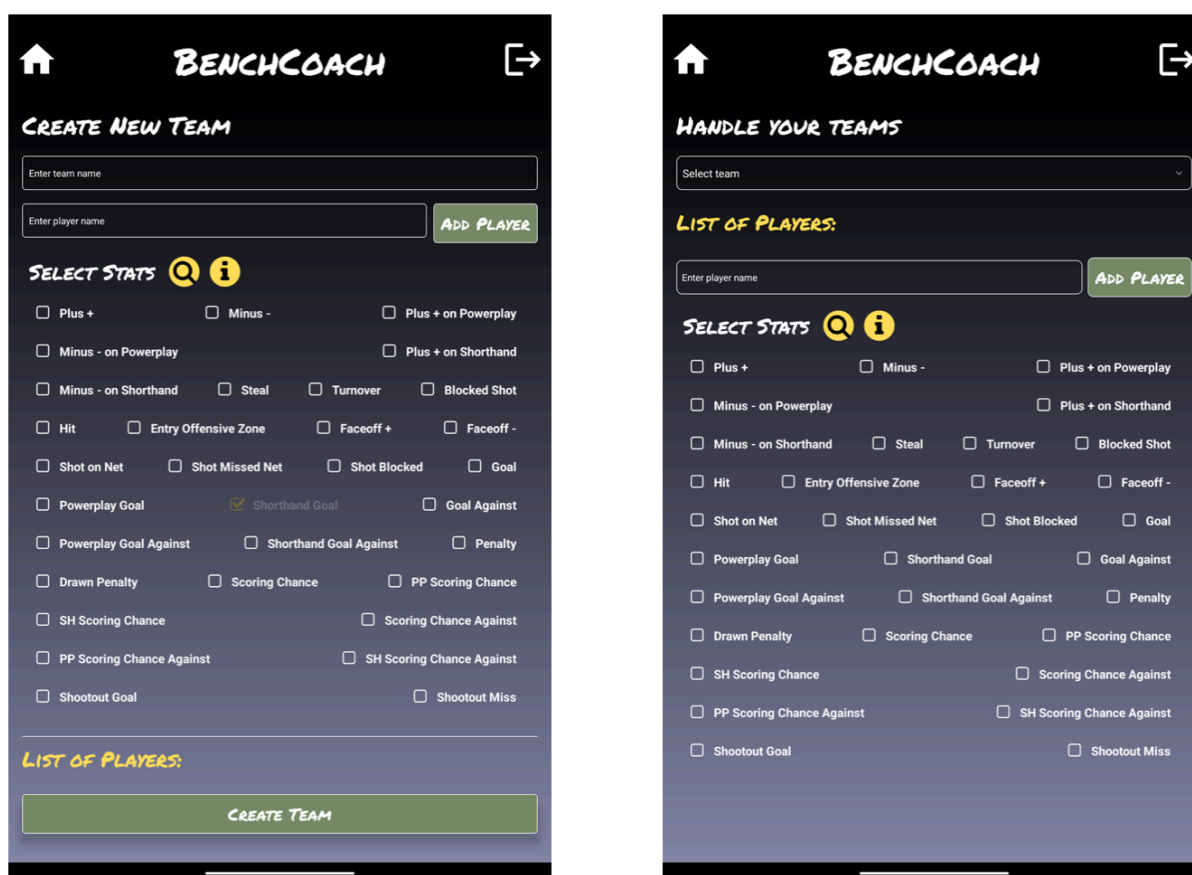 BENCHCOACH
CREATE NEW TEAM
Enter team name
Enter player name
ADD PLAYER
SELECT STATS
Plus + Minus - Plus + on Powerplay
Minus - on Powerplay Plus + on Shorthand
Minus - on Shorthand Steal Turnover Blocked Shot
Hit Entry Offensive Zone Faceoff + Faceoff -
Shot on Net Shot Missed Net Shot Blocked Goal
Powerplay Goal Shorthand Goal Goal Against
Powerplay Goal Against Shorthand Goal Against Penalty
Drawn Penalty Scoring Chance PP Scoring Chance
SH Scoring Chance Scoring Chance Against
PP Scoring Chance Against SH Scoring Chance Against
Shootout Goal Shootout Miss
LIST OF PLAYERS:
CREATE TEAM
BENCHCOACH
HANDLE YOUR TEAMS
Select team
LIST OF PLAYERS:
Enter player name
ADD PLAYER
SELECT STATS
Plus + Minus - Plus + on Powerplay
Minus - on Powerplay Plus + on Shorthand
Minus - on Shorthand Steal Turnover Blocked Shot
Hit Entry Offensive Zone Faceoff + Faceoff -
Shot on Net Shot Missed Net Shot Blocked Goal
Powerplay Goal Shorthand Goal Goal Against
Powerplay Goal Against Shorthand Goal Against Penalty
Drawn Penalty Scoring Chance PP Scoring Chance
SH Scoring Chance Scoring Chance Against
PP Scoring Chance Against SH Scoring Chance Against
Shootout Goal Shootout Miss